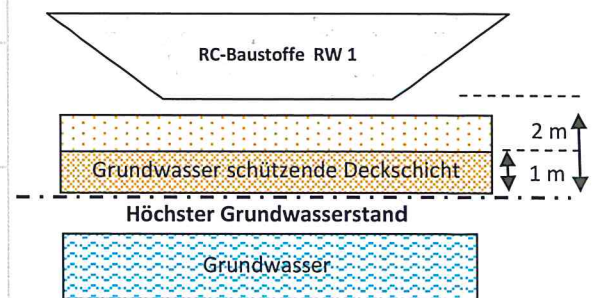 RC-Baustoffe RW 1
2 m
Grundwasser schützende Deckschicht
1 m
Höchster Grundwasserstand
Grundwasser